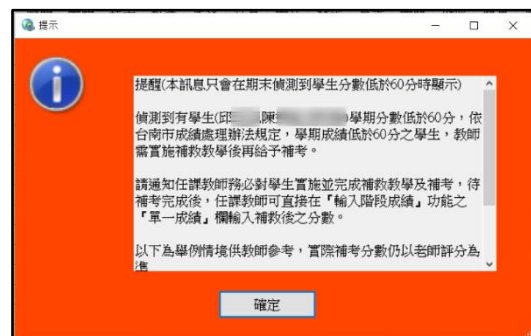 提示
提醒(本訊息只會在期末偵測到學生分數低於60分時顯示)
偵測到有學生(邱 陳 )學期分數低於60分，依
台南市成績處理辦法規定，學期成績低於60分之學生，教師
需實施補救教學後再給予補考。
請通知任課教師務必對學生實施並完成補救教學及補考，待
補考完成後，任課教師可直接在『輸入階段成績』功能之
『單一成績』欄輸入補救後之分數。
以下為舉例情境供教師參考，實際補考分數仍以老師評分為
準
確定